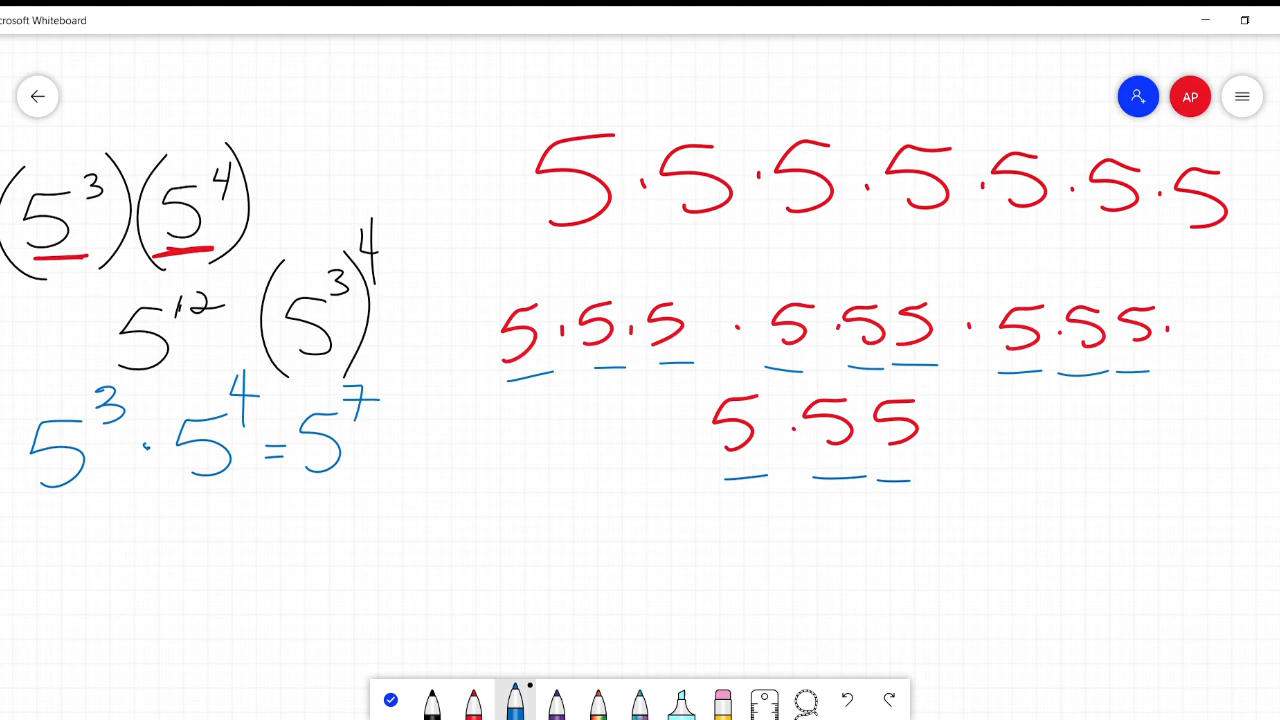 crosoft Whiteboard
AP
(5³)(5⁴)
5¹² (5³)⁴
5³ · 5⁴ = 5⁷
5 · 5 · 5 · 5 · 5 · 5 · 5
5 · 5 · 5 · 5 · 5 5 · 5 · 5 5 ·
5 · 5 5